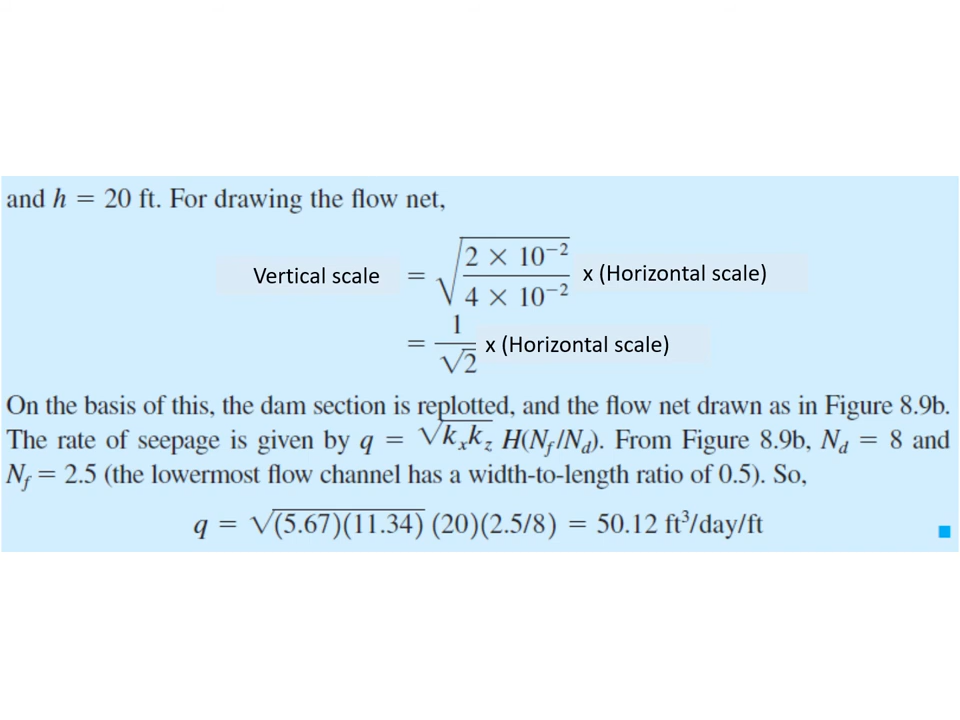 and h = 20 ft. For drawing the flow net,
Vertical scale = √(2 × 10⁻² / 4 × 10⁻²) x (Horizontal scale)
= 1/√2 x (Horizontal scale)
On the basis of this, the dam section is replotted, and the flow net drawn as in Figure 8.9b.
The rate of seepage is given by q = √(kₓk_z) H(N_f/N_d). From Figure 8.9b, N_d = 8 and
N_f = 2.5 (the lowermost flow channel has a width-to-length ratio of 0.5). So,
q = √(5.67)(11.34) (20)(2.5/8) = 50.12 ft³/day/ft